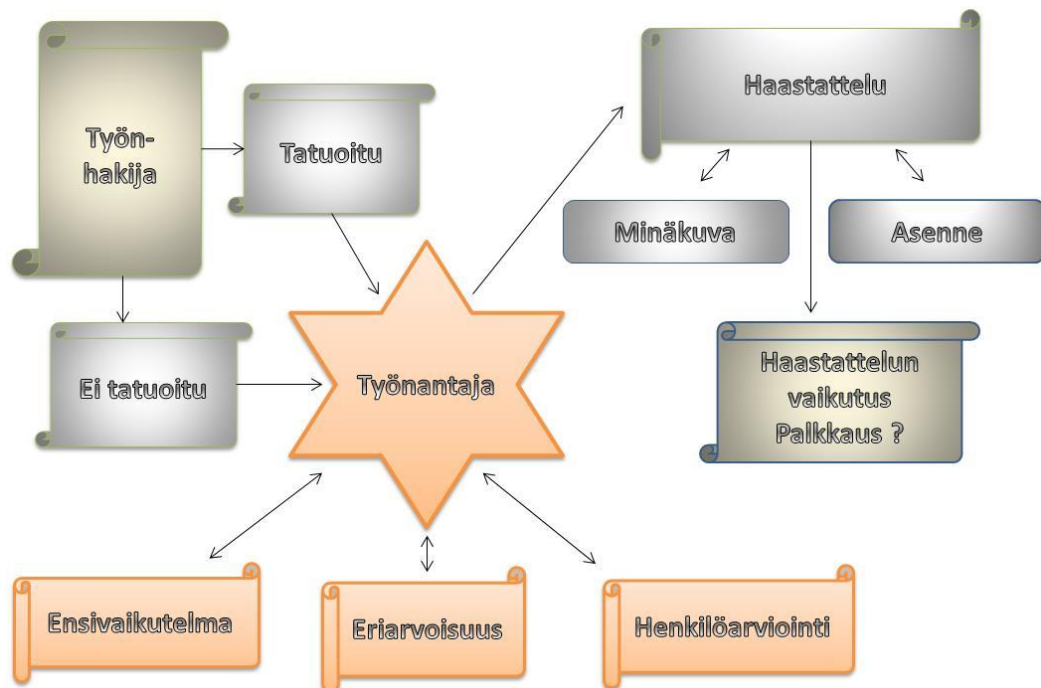 Työn-
hakija
Tatuoitu
Haastattelu
Minäkuva
Asenne
Ei tatuoitu
Työnantaja
Haastattelun
vaikutus
Palkkaus ?
Ensivaikutelma
Eriarvoisuus
Henkilöarviointi